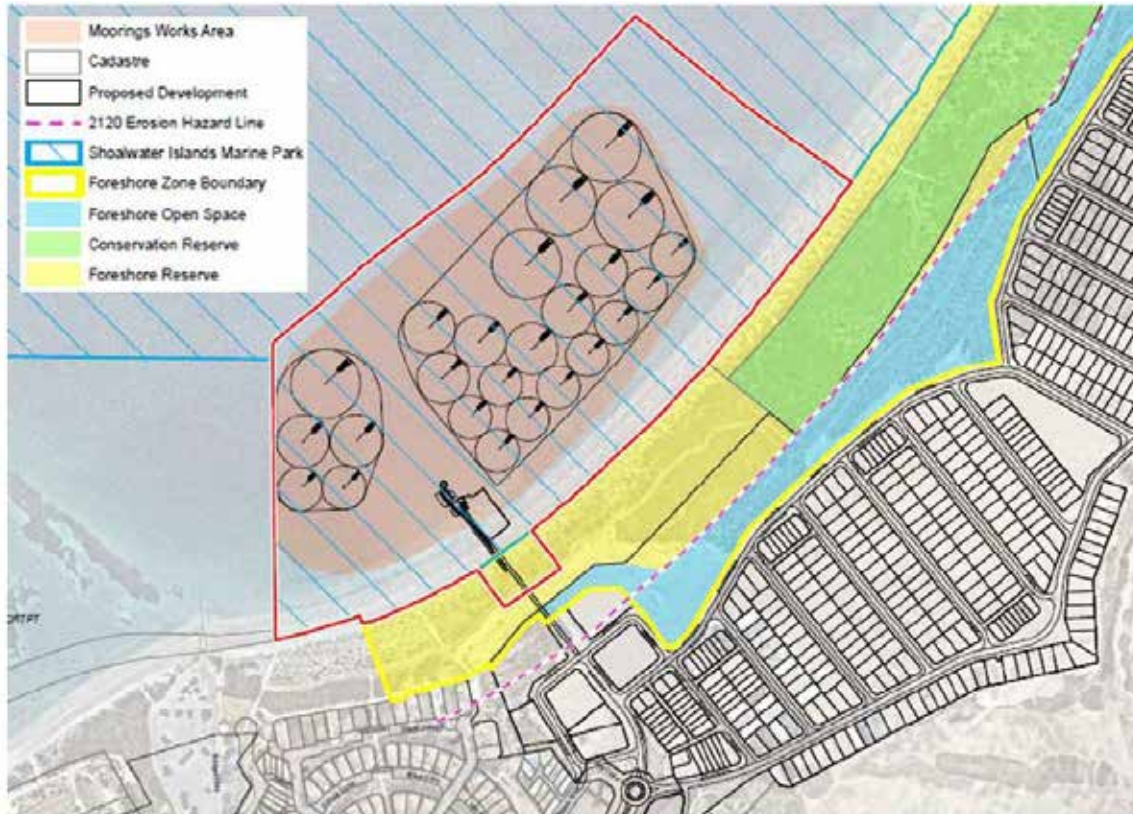 Moorings Works Area
Cadastre
Proposed Development
2120 Erosion Hazard Line
Shoalwater Islands Marine Park
Foreshore Zone Boundary
Foreshore Open Space
Conservation Reserve
Foreshore Reserve